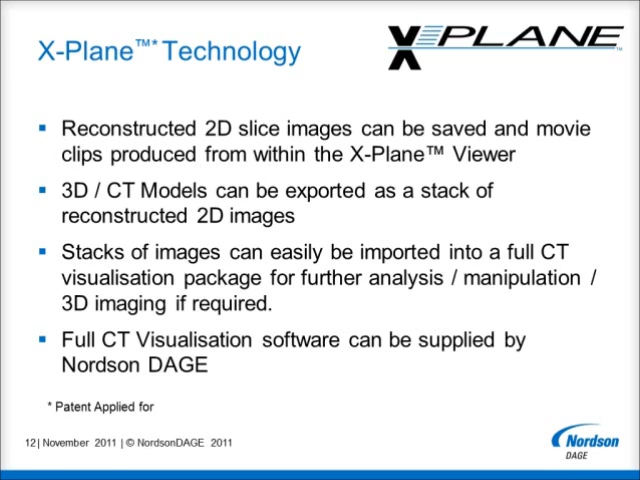 X-Plane™* Technology
X-PLANE™
Reconstructed 2D slice images can be saved and movie
clips produced from within the X-Plane™ Viewer
3D / CT Models can be exported as a stack of
reconstructed 2D images
Stacks of images can easily be imported into a full CT
visualisation package for further analysis / manipulation /
3D imaging if required.
Full CT Visualisation software can be supplied by
Nordson DAGE
* Patent Applied for
12| November 2011 | © NordsonDAGE 2011
Nordson
DAGE